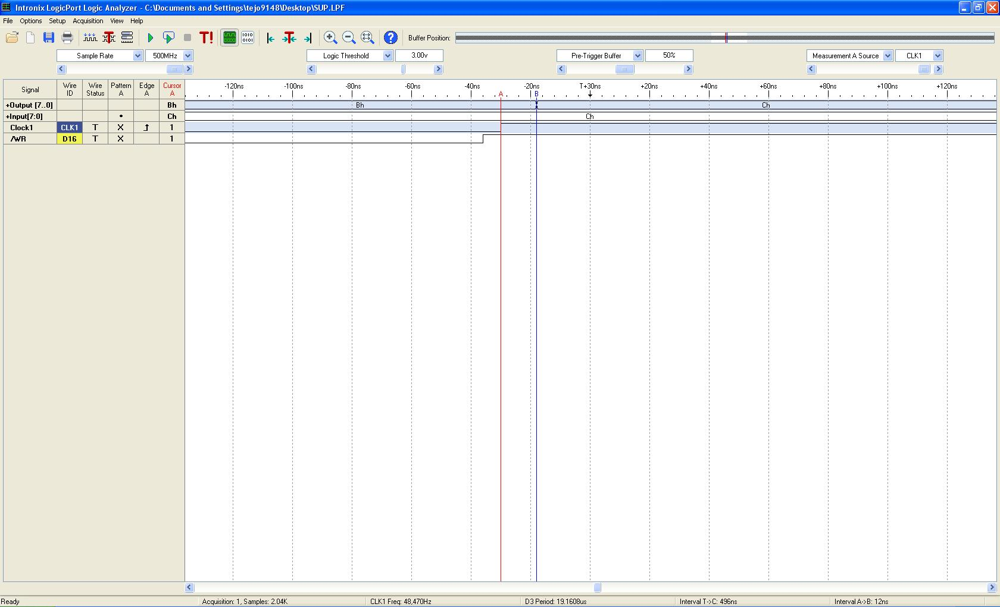 Intronix LogicPort Logic Analyzer - C:\Documents and Settings\tejo9148\Desktop\SUP.LPF
File Options Setup Acquisition View Help
T! 1010 0101 ? Buffer Position:
Sample Rate 500MHz Logic Threshold 3.00v Pre-Trigger Buffer 50% Measurement A Source CLK1
Signal Wire ID Wire Status Pattern A Edge A Cursor A -120ns -100ns -80ns -60ns -40ns -20ns T+30ns +20ns +40ns +60ns +80ns +100ns +120ns
A B
+Output [7..0] Bh Bh Ch
+Input[7:0] • Ch Ch
Clock1 CLK1 T X 1
/WR D16 T X 1
Ready Acquisition: 1, Samples: 2.04K CLK1 Freq: 48,470Hz D3 Period: 19.1608us Interval T->C: 496ns Interval A->B: 12ns